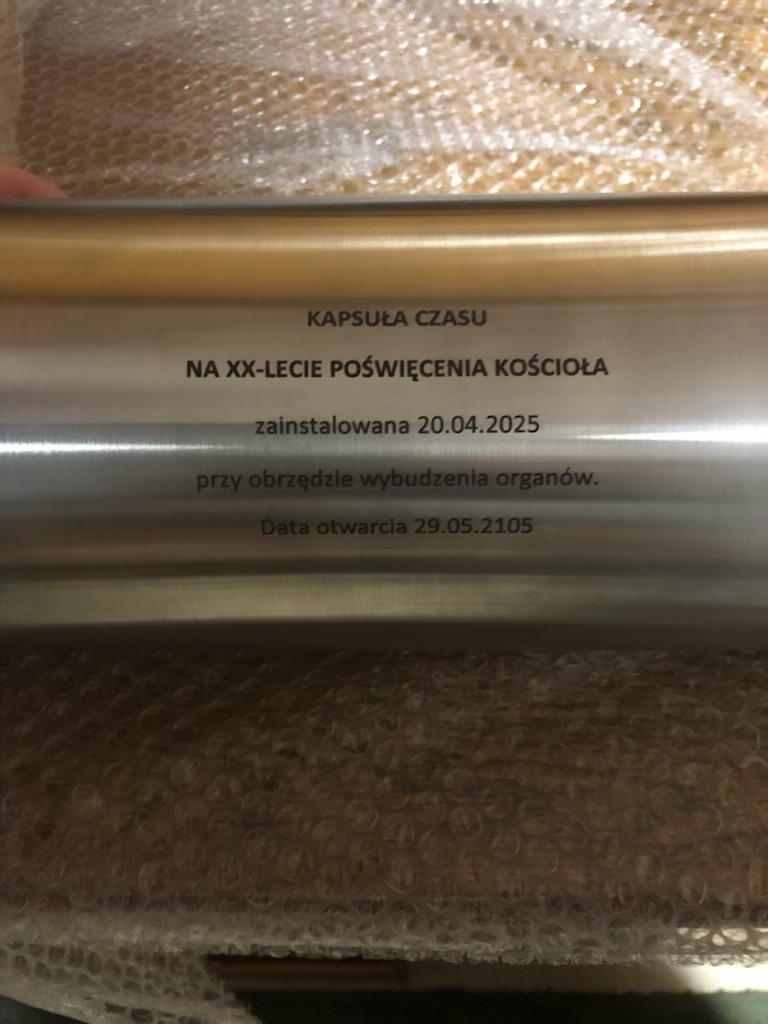 KAPSUŁA CZASU
NA XX-LECIE POŚWIĘCENIA KOŚCIOŁA
zainstalowana 20.04.2025
przy obrzędzie wybudzenia organów.
Data otwarcia 29.05.2105